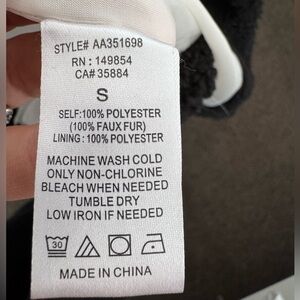 STYLE# AA351698
RN : 149854
CA# 35884
S
SELF:100% POLYESTER
(100% FAUX FUR)
LINING : 100% POLYESTER
MACHINE WASH COLD
ONLY NON-CHLORINE
BLEACH WHEN NEEDED
TUMBLE DRY
LOW IRON IF NEEDED
30
MADE IN CHINA